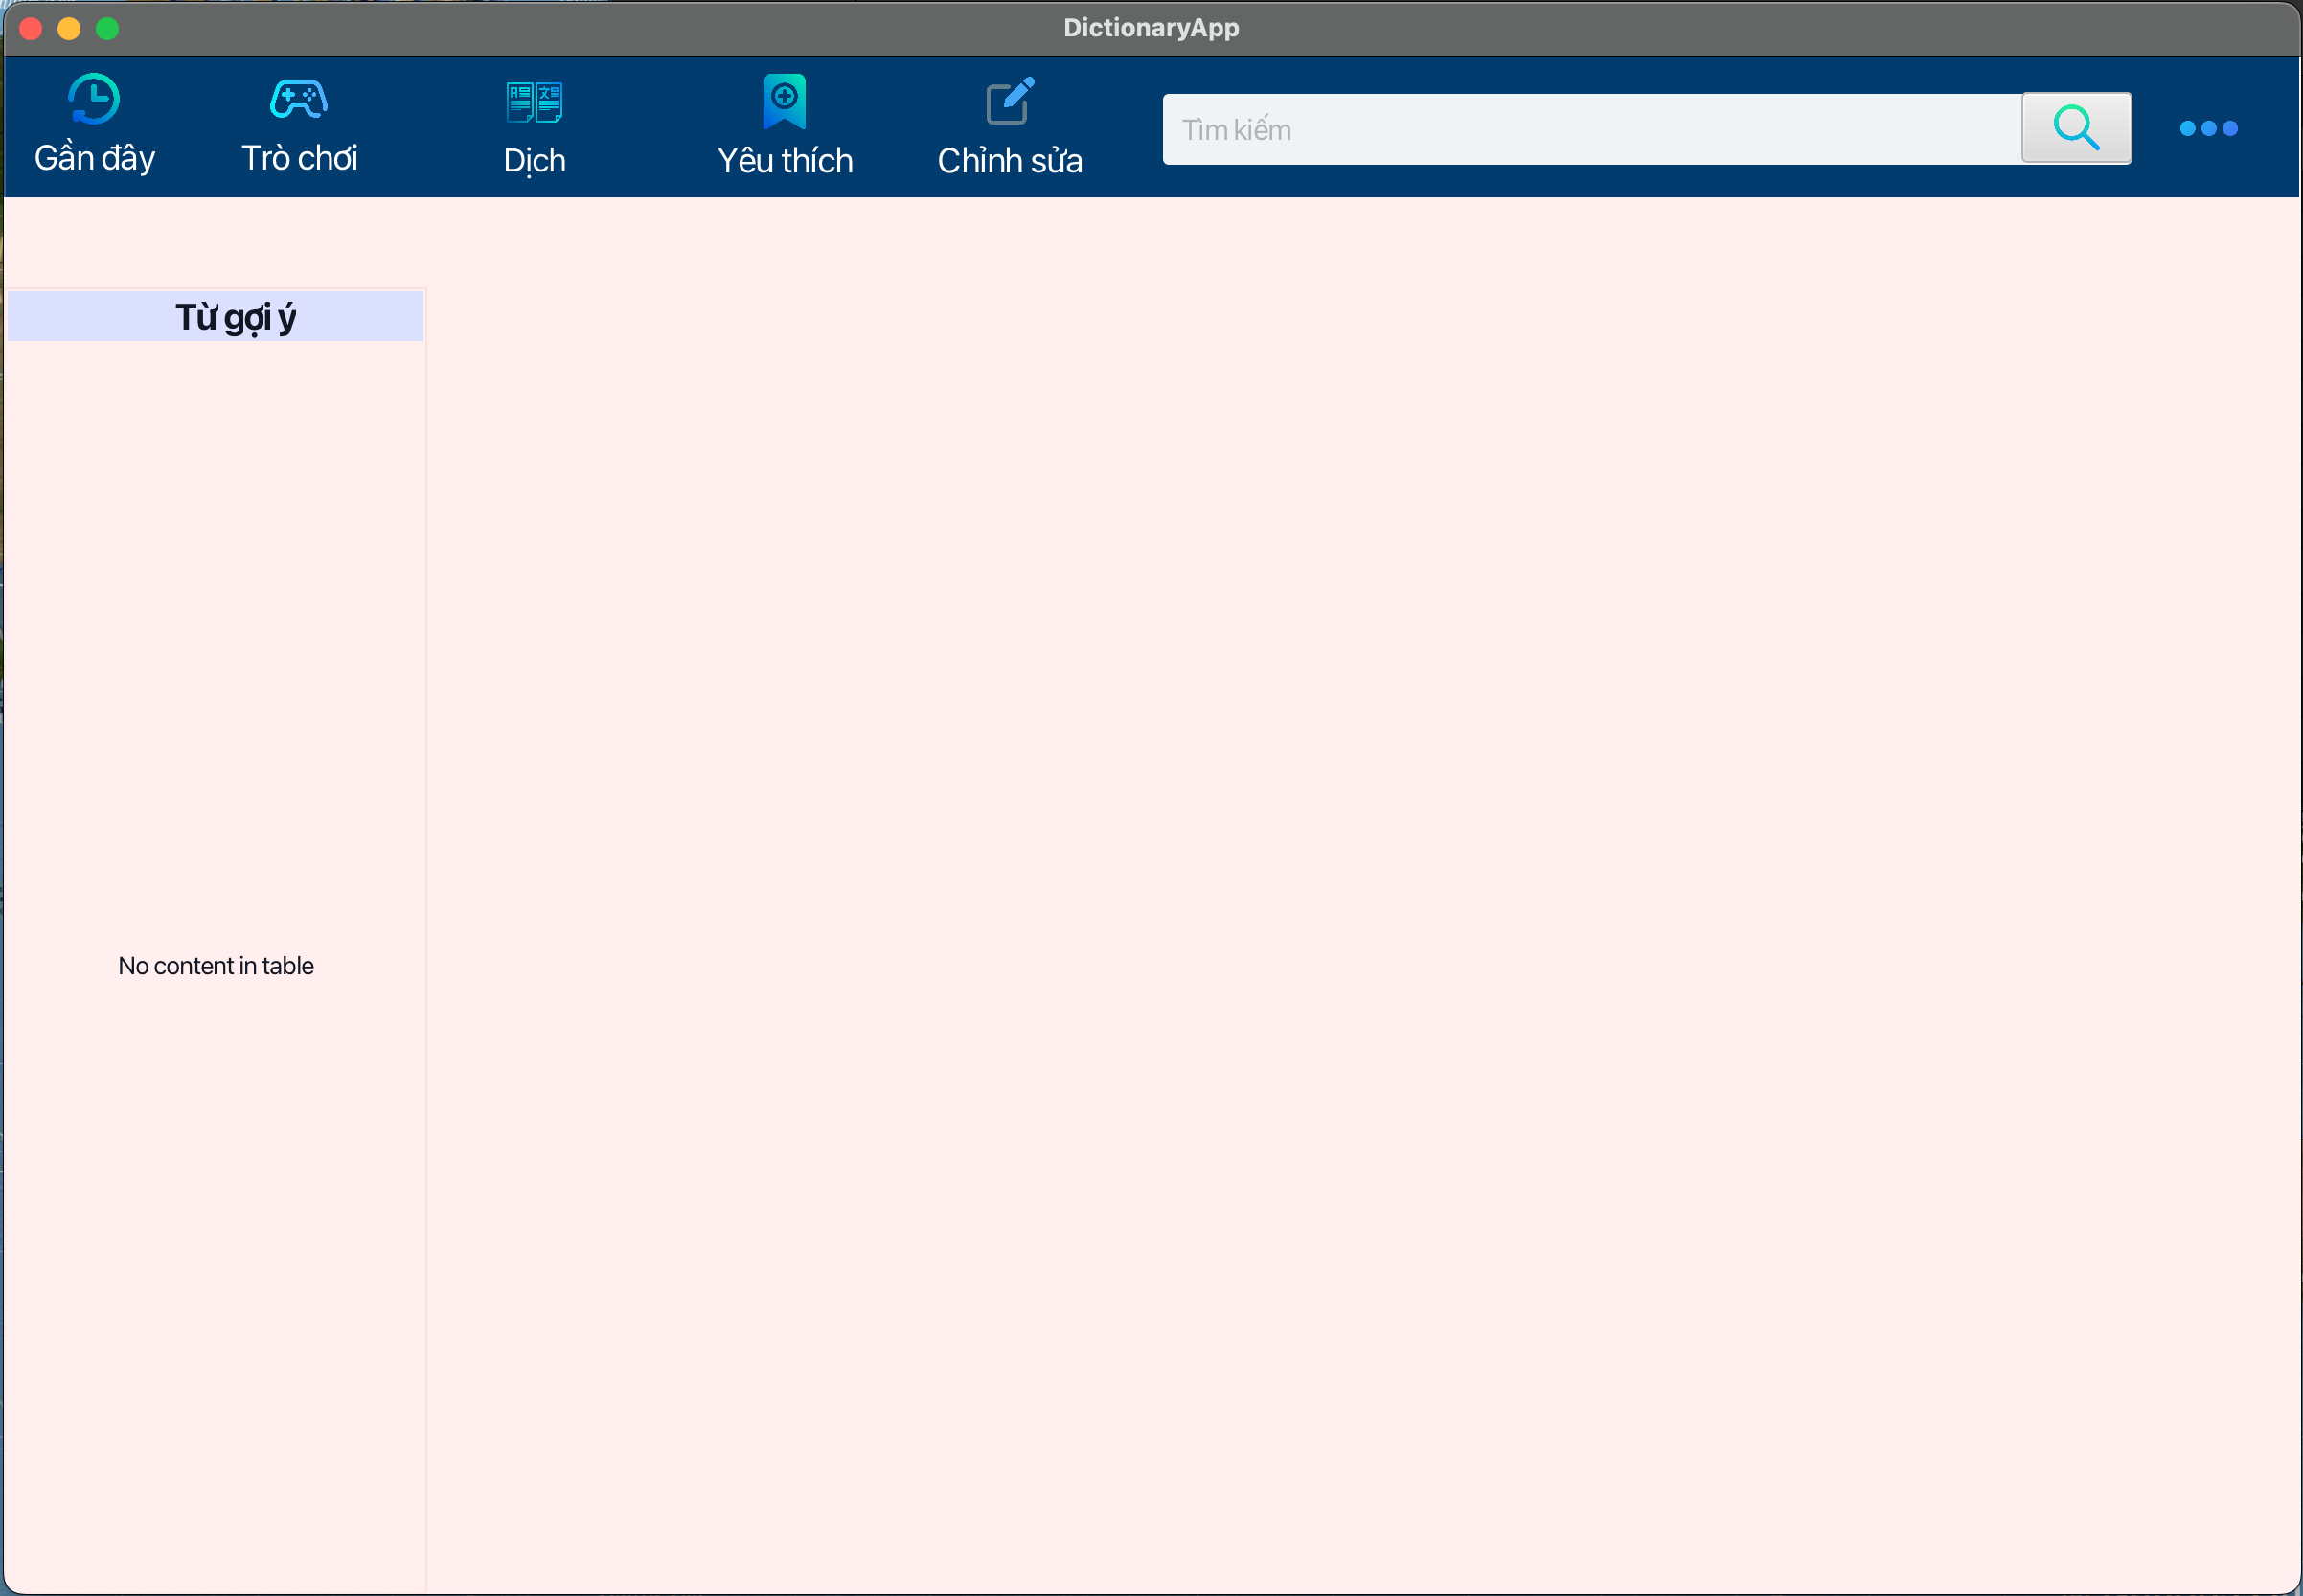 DictionaryApp
Gần đây
Trò chơi
Dịch
Yêu thích
Chỉnh sửa
Tìm kiếm
Từ gợi ý
No content in table